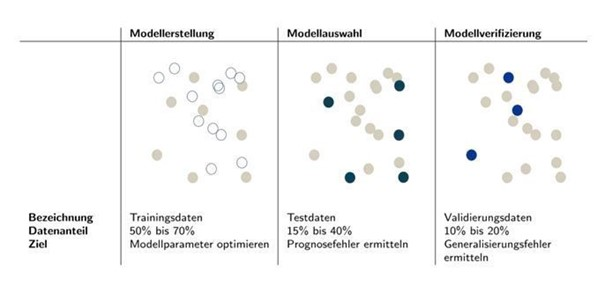 Modellerstellung Modellauswahl Modellverifizierung
Bezeichnung Trainingsdaten Testdaten Validierungsdaten
Datenanteil 50% bis 70% 15% bis 40% 10% bis 20%
Ziel Modellparameter optimieren Prognosefehler ermitteln Generalisierungsfehler
ermitteln